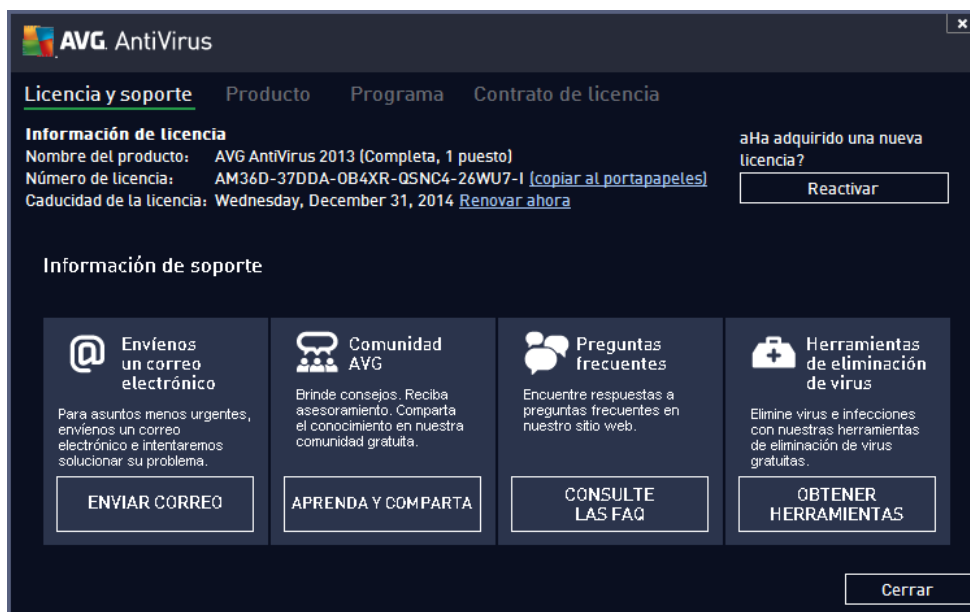 AVG. AntiVirus
Licencia y soporte Producto Programa Contrato de licencia
Información de licencia
Nombre del producto: AVG AntiVirus 2013 (Completa, 1 puesto)
Número de licencia: AM36D-37DDA-OB4XR-QSNC4-26WU7-I (copiar al portapapeles)
Caducidad de la licencia: Wednesday, December 31, 2014 Renovar ahora
aHa adquirido una nueva
licencia?
Reactivar
Información de soporte
Envíenos
un correo
electrónico
Para asuntos menos urgentes,
envíenos un correo
electrónico e intentaremos
solucionar su problema.
ENVIAR CORREO
Comunidad
AVG
Brinde consejos. Reciba
asesoramiento. Comparta
el conocimiento en nuestra
comunidad gratuita.
APRENDA Y COMPARTA
Preguntas
frecuentes
Encuentre respuestas a
preguntas frecuentes en
nuestro sitio web.
CONSULTE
LAS FAQ
Herramientas
de eliminación
de virus
Elimine virus e infecciones
con nuestras herramientas
de eliminación de virus
gratuitas.
OBTENER
HERRAMIENTAS
Cerrar